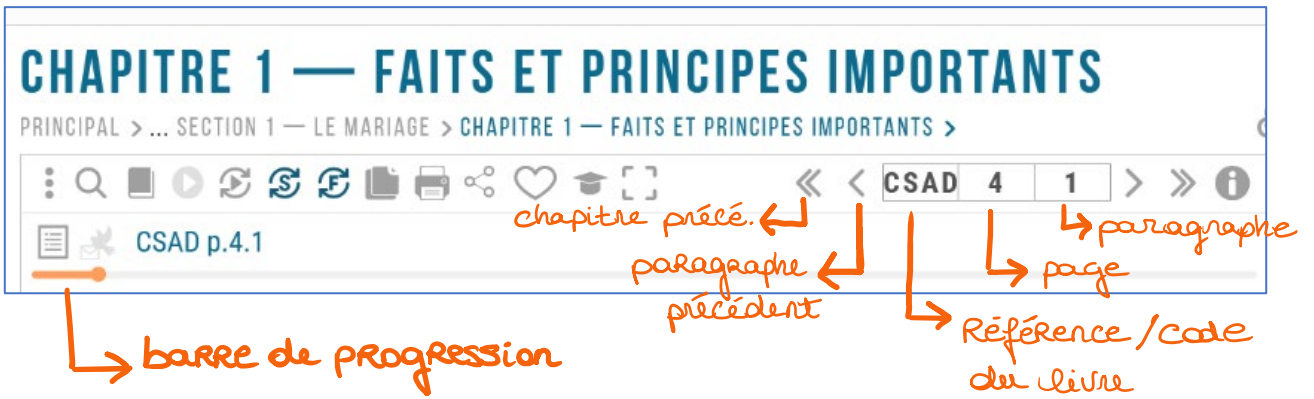 CHAPITRE 1 — FAITS ET PRINCIPES IMPORTANTS
PRINCIPAL > ... SECTION 1 — LE MARIAGE > CHAPITRE 1 — FAITS ET PRINCIPES IMPORTANTS >
S F CSAD 4 1 i
chapitre précé.
paragraphe
CSAD p.4.1
paragraphe
précédent
page
barre de progression
Référence / code
du livre